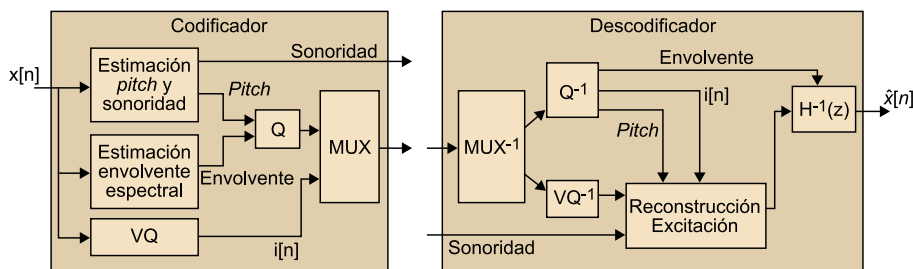 Codificador
x[n]
Estimación
pitch y
sonoridad
Sonoridad
Pitch
Q
MUX
Estimación
envolvente
espectral
Envolvente
VQ
i[n]
Descodificador
MUX⁻¹
Q⁻¹
Envolvente
i[n]
Pitch
H⁻¹(z)
x̂[n]
VQ⁻¹
Reconstrucción
Excitación
Sonoridad